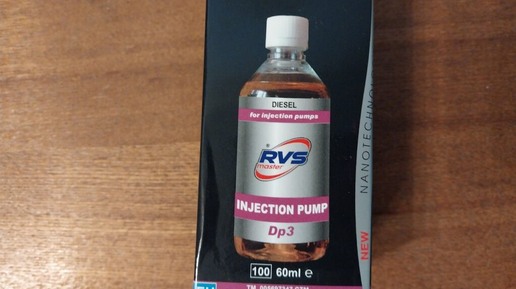 DIESEL
for injection pumps
® RVS
master
INJECTION PUMP
Dp3
100 60ml e
NEW NANOTECHNO